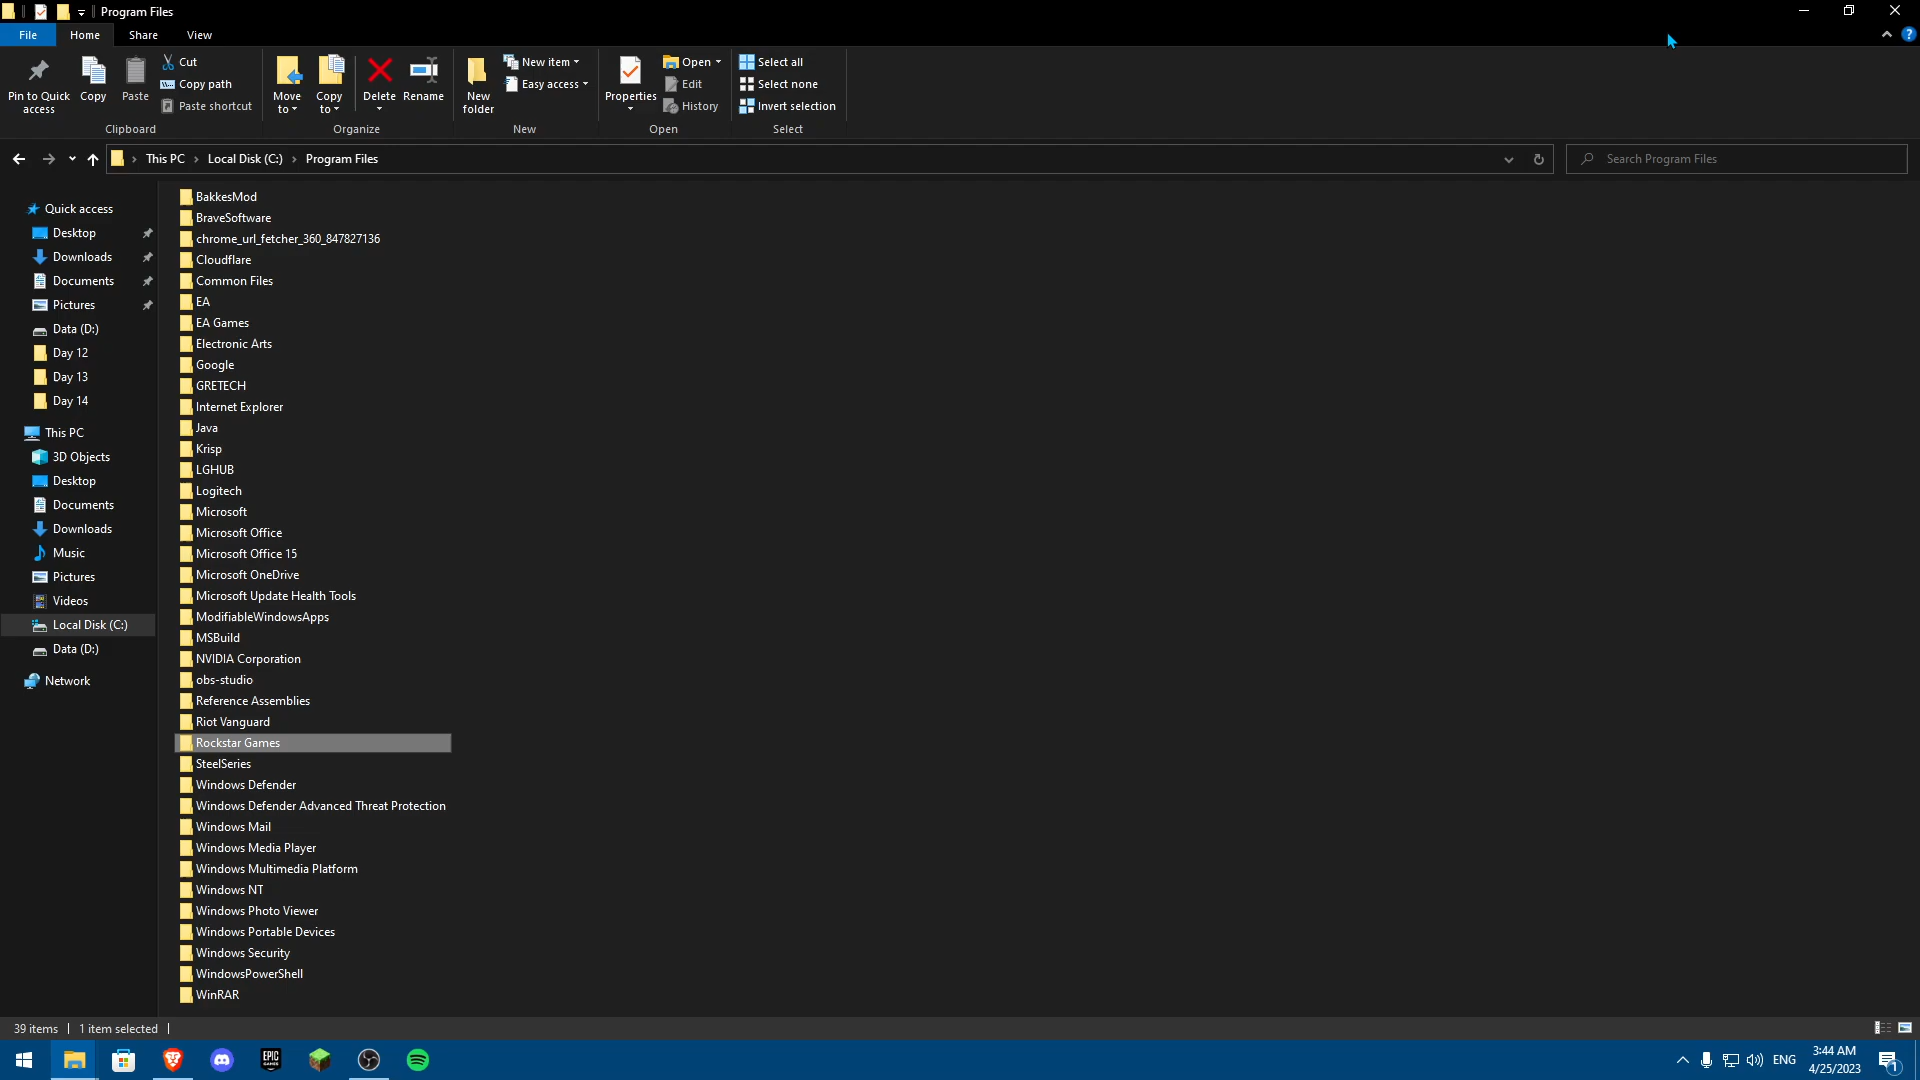 Program Files
File
Home
Share
View
Pin to Quick
access
Copy
Paste
Cut
Copy path
Paste shortcut
Clipboard
Move
to
Copy
to
Delete
Rename
Organize
New
folder
New item
Easy access
New
Properties
Open
Edit
History
Open
Select all
Select none
Invert selection
Select
This PC
Local Disk (C:)
Program Files
Search Program Files
Quick access
Desktop
Downloads
Documents
Pictures
Data (D:)
Day 12
Day 13
Day 14
This PC
3D Objects
Desktop
Documents
Downloads
Music
Pictures
Videos
Local Disk (C:)
Data (D:)
Network
BakkesMod
BraveSoftware
chrome_url_fetcher_360_847827136
Cloudflare
Common Files
EA
EA Games
Electronic Arts
Google
GRETECH
Internet Explorer
Java
Krisp
LGHUB
Logitech
Microsoft
Microsoft Office
Microsoft Office 15
Microsoft OneDrive
Microsoft Update Health Tools
ModifiableWindowsApps
MSBuild
NVIDIA Corporation
obs-studio
Reference Assemblies
Riot Vanguard
Rockstar Games
SteelSeries
Windows Defender
Windows Defender Advanced Threat Protection
Windows Mail
Windows Media Player
Windows Multimedia Platform
Windows NT
Windows Photo Viewer
Windows Portable Devices
Windows Security
WindowsPowerShell
WinRAR
39 items
1 item selected
EPIC
GAMES
ENG
3:44 AM
4/25/2023
1